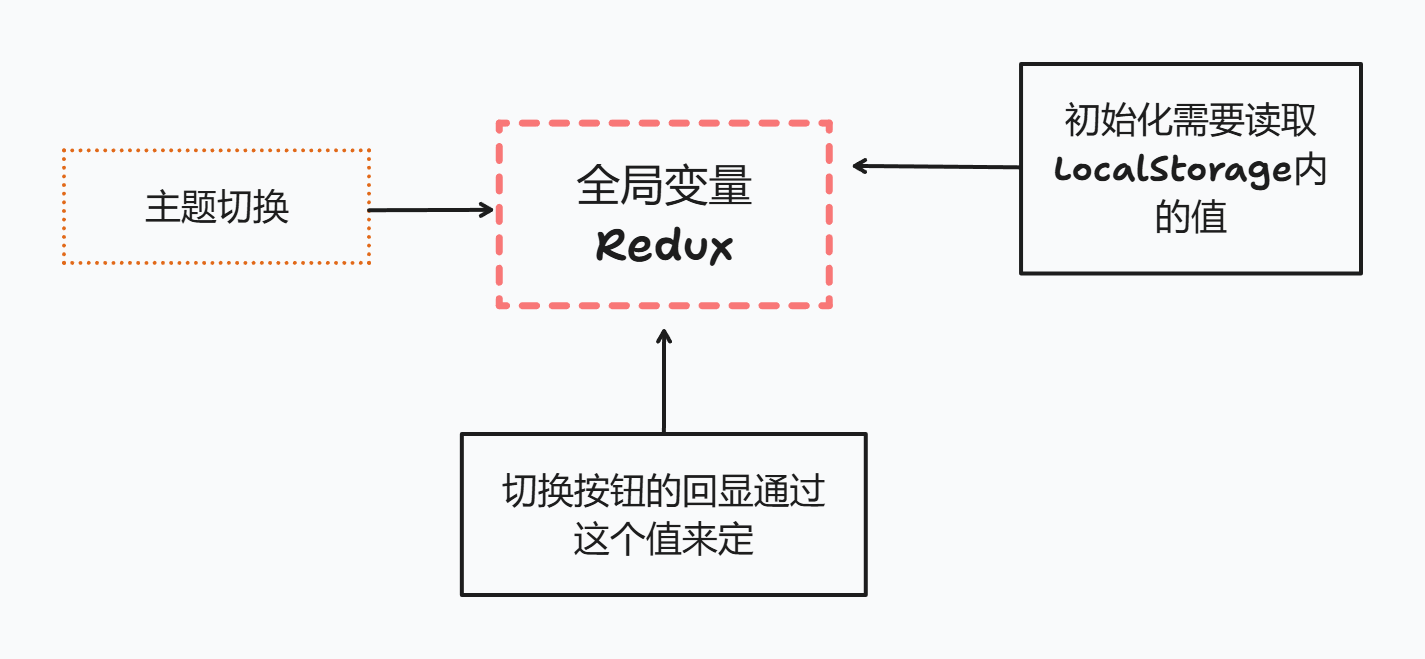 主题切换
全局变量
Redux
初始化需要读取
LocalStorage内
的值
切换按钮的回显通过
这个值来定